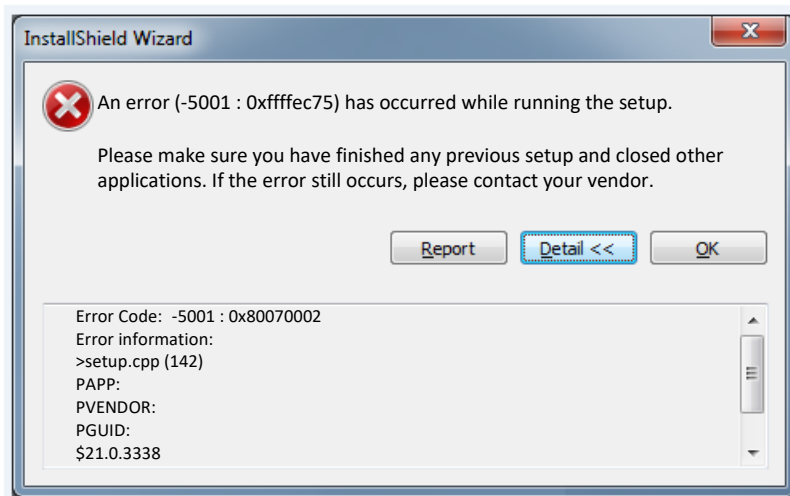 InstallShield Wizard
An error (-5001 : 0xffffec75) has occurred while running the setup.
Please make sure you have finished any previous setup and closed other
applications. If the error still occurs, please contact your vendor.
Report Detail << OK
Error Code:  -5001 : 0x80070002
Error information:
>setup.cpp (142)
PAPP:
PVENDOR:
PGUID:
$21.0.3338